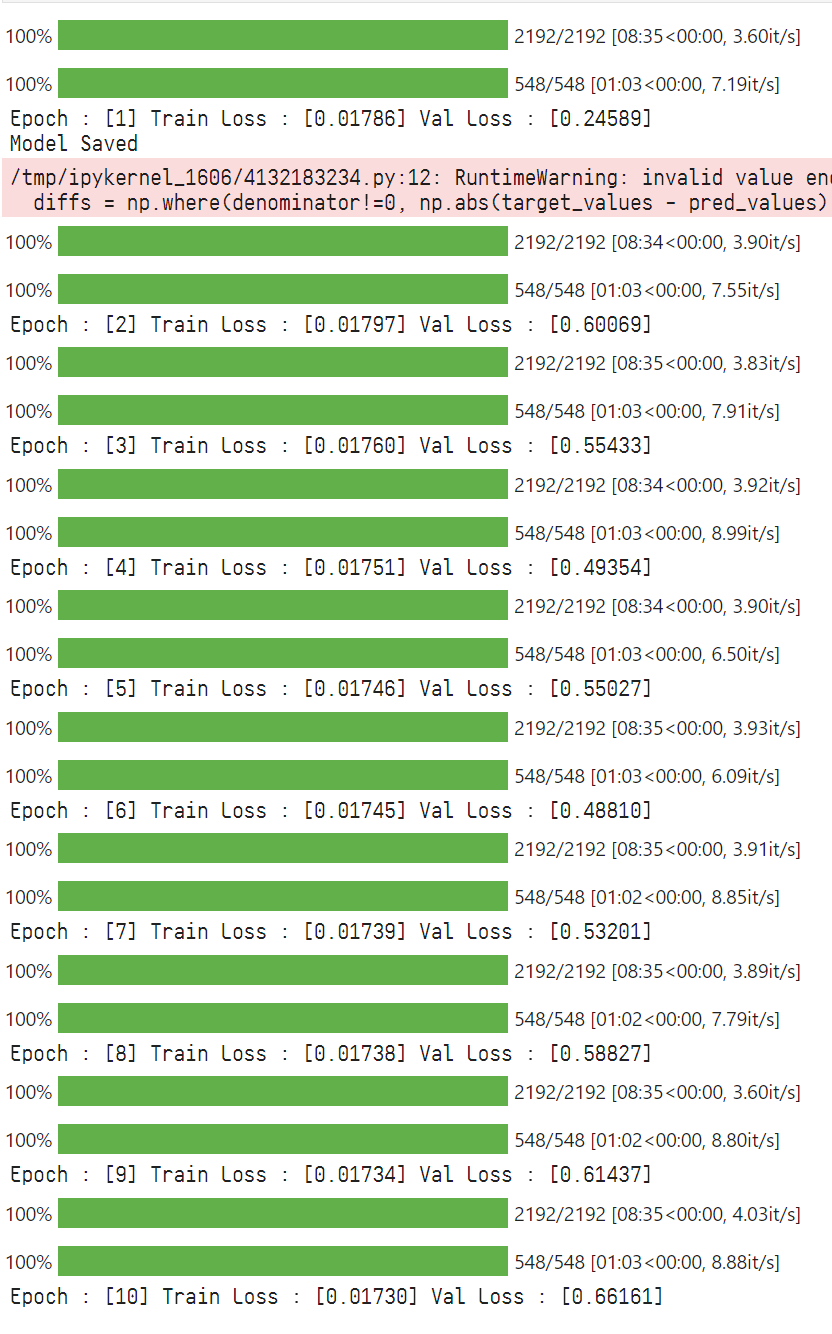 100% 2192/2192 [08:35<00:00, 3.60it/s]
100% 548/548 [01:03<00:00, 7.19it/s]
Epoch : [1] Train Loss : [0.01786] Val Loss : [0.24589]
Model Saved
/tmp/ipykernel_1606/4132183234.py:12: RuntimeWarning: invalid value
diffs = np.where(denominator!=0, np.abs(target_values - pred_values)
100% 2192/2192 [08:34<00:00, 3.90it/s]
100% 548/548 [01:03<00:00, 7.55it/s]
Epoch : [2] Train Loss : [0.01797] Val Loss : [0.60069]
100% 2192/2192 [08:35<00:00, 3.83it/s]
100% 548/548 [01:03<00:00, 7.91it/s]
Epoch : [3] Train Loss : [0.01760] Val Loss : [0.55433]
100% 2192/2192 [08:34<00:00, 3.92it/s]
100% 548/548 [01:03<00:00, 8.99it/s]
Epoch : [4] Train Loss : [0.01751] Val Loss : [0.49354]
100% 2192/2192 [08:34<00:00, 3.90it/s]
100% 548/548 [01:03<00:00, 6.50it/s]
Epoch : [5] Train Loss : [0.01746] Val Loss : [0.55027]
100% 2192/2192 [08:35<00:00, 3.93it/s]
100% 548/548 [01:03<00:00, 6.09it/s]
Epoch : [6] Train Loss : [0.01745] Val Loss : [0.48810]
100% 2192/2192 [08:35<00:00, 3.91it/s]
100% 548/548 [01:02<00:00, 8.85it/s]
Epoch : [7] Train Loss : [0.01739] Val Loss : [0.53201]
100% 2192/2192 [08:35<00:00, 3.89it/s]
100% 548/548 [01:02<00:00, 7.79it/s]
Epoch : [8] Train Loss : [0.01738] Val Loss : [0.58827]
100% 2192/2192 [08:35<00:00, 3.60it/s]
100% 548/548 [01:02<00:00, 8.80it/s]
Epoch : [9] Train Loss : [0.01734] Val Loss : [0.61437]
100% 2192/2192 [08:35<00:00, 4.03it/s]
100% 548/548 [01:03<00:00, 8.88it/s]
Epoch : [10] Train Loss : [0.01730] Val Loss : [0.66161]